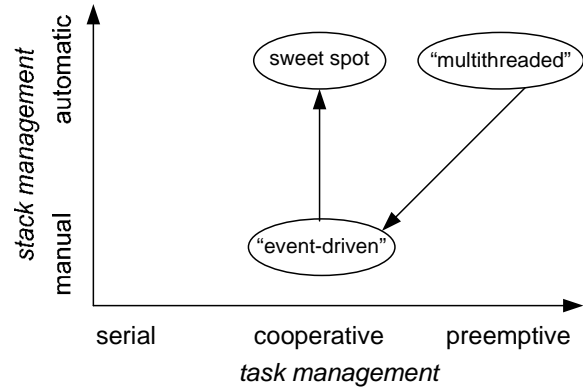 stack management
automatic
manual
sweet spot
“multithreaded”
“event-driven”
serial
cooperative
preemptive
task management